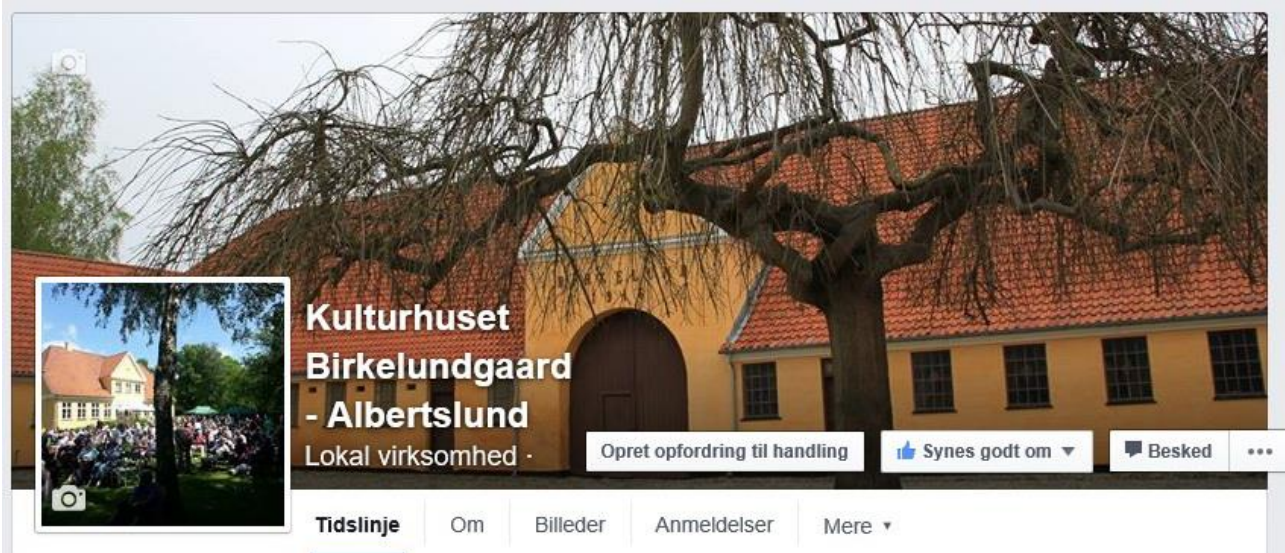 Kulturhuset
Birkelundgaard
- Albertslund
Lokal virksomhed ·
Opret opfordring til handling
Synes godt om
Besked
Tidslinje
Om
Billeder
Anmeldelser
Mere